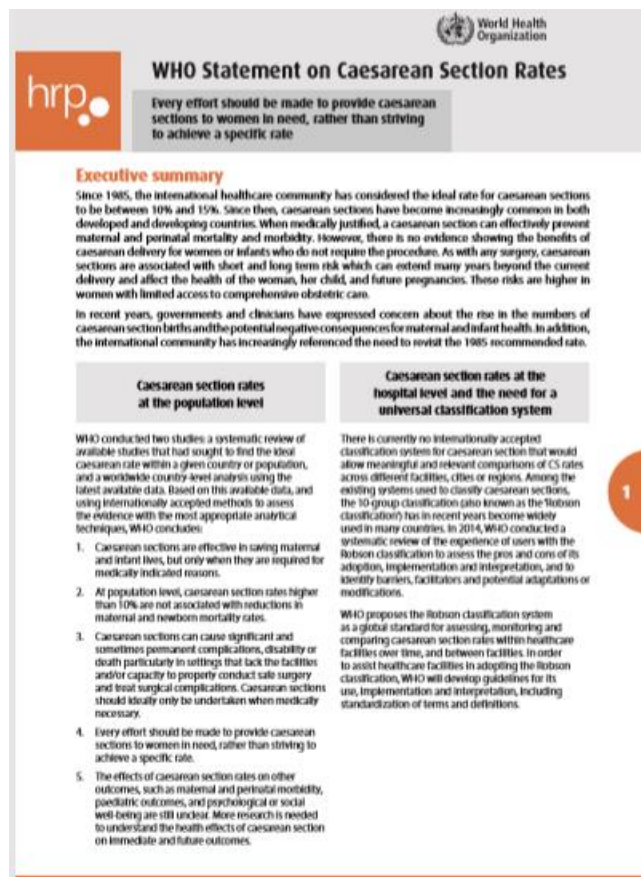 World Health
Organization
WHO Statement on Caesarean Section Rates
hrp.
Every effort should be made to provide caesarean
sections to women in need, rather than striving
to achieve a specific rate
Executive summary
Since 1985, the international healthcare community has considered the ideal rate for caesarean sections
to be between 10% and 15%. Since then, caesarean sections have become increasingly common in both
developed and developing countries. When medically justified, a caesarean section can effectively prevent
maternal and perinatal mortality and morbidity. However, there is no evidence showing the benefits of
caesarean delivery for women or infants who do not require the procedure. As with any surgery, caesarean
sections are associated with short and long term risk which can extend many years beyond the current
delivery and affect the health of the woman, her child, and future pregnancies. These risks are higher in
women with limited access to comprehensive obstetric care.
In recent years, governments and clinicians have expressed concern about the rise in the numbers of
caesarean section births and the potential negative consequences for maternal and infant health. In addition,
the international community has increasingly referenced the need to revisit the 1985 recommended rate.
Caesarean section rates
at the population level
WHO conducted two studies: a systematic review of
available studies that had sought to find the ideal
caesarean rate within a given country or population,
and a worldwide country-level analysis using the
latest available data. Based on this available data, and
using internationally accepted methods to assess
the evidence with the most appropriate analytical
techniques, WHO concludes:
1. Caesarean sections are effective in saving maternal
and infant lives, but only when they are required for
medically indicated reasons.
2. At population level, caesarean section rates higher
than 10% are not associated with reductions in
maternal and newborn mortality rates.
3. Caesarean sections can cause significant and
sometimes permanent complications, disability or
death particularly in settings that lack the facilities
and/or capacity to properly conduct safe surgery
and treat surgical complications. Caesarean sections
should ideally only be undertaken when medically
necessary.
4. Every effort should be made to provide caesarean
sections to women in need, rather than striving to
achieve a specific rate.
5. The effects of caesarean section rates on other
outcomes, such as maternal and perinatal morbidity,
paediatric outcomes, and psychological or social
well-being are still unclear. More research is needed
to understand the health effects of caesarean section
on immediate and future outcomes.
Caesarean section rates at the
hospital level and the need for a
universal classification system
There is currently no internationally accepted
classification system for caesarean section that would
allow meaningful and relevant comparisons of CS rates
across different facilities, cities or regions. Among the
existing systems used to classify caesarean sections,
the 10-group classification (also known as the 'Robson
classification') has in recent years become widely
used in many countries. In 2014, WHO conducted a
systematic review of the experience of users with the
Robson classification to assess the pros and cons of its
adoption, implementation and interpretation, and to
identify barriers, facilitators and potential adaptations or
modifications.
WHO proposes the Robson classification system
as a global standard for assessing, monitoring and
comparing caesarean section rates within healthcare
facilities over time, and between facilities. In order
to assist healthcare facilities in adopting the Robson
classification, WHO will develop guidelines for its
use, implementation and interpretation, including
standardization of terms and definitions.
1